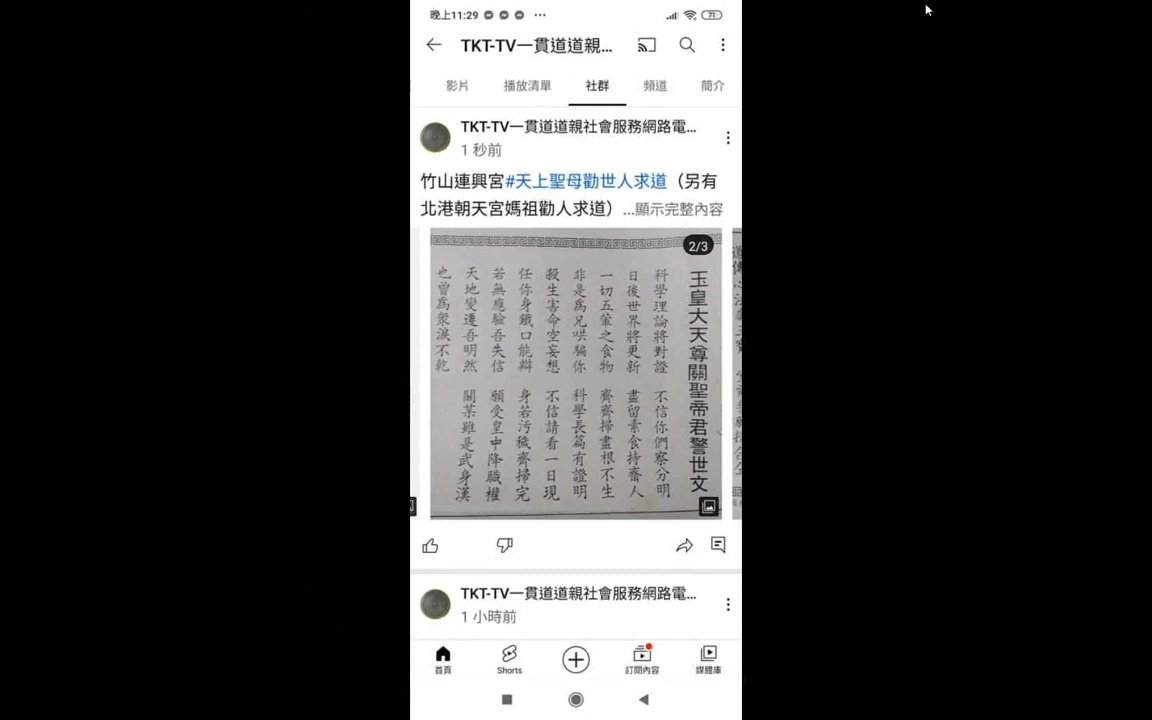 晚上11:29 ...
71
TKT-TV一貫道道親...
影片 播放清單 社群 頻道 簡介
TKT-TV一貫道道親社會服務網路電...
1 秒前
竹山連興宮#天上聖母勸世人求道（另有
北港朝天宮媽祖勸人求道）...顯示完整內容
2/3
玉皇大天尊關聖帝君警世文
科學理論將對證 不信你們察分明
日後世界將更新 盡留素食持齋人
一切五葷之食物 齊齊掃盡根不生
非是為兄哄騙你 科學長篇有證明
殺生害命空妄想 不信請看一日現
任你身鐵口能辯 身若污穢齊掃完
若無應驗吾失信 願受皇中降職權
天地變遷吾明然 關某雖是武身漢
也曾為衆淚不乾
TKT-TV一貫道道親社會服務網路電...
1 小時前
首頁 Shorts 訂閱內容 媒體庫